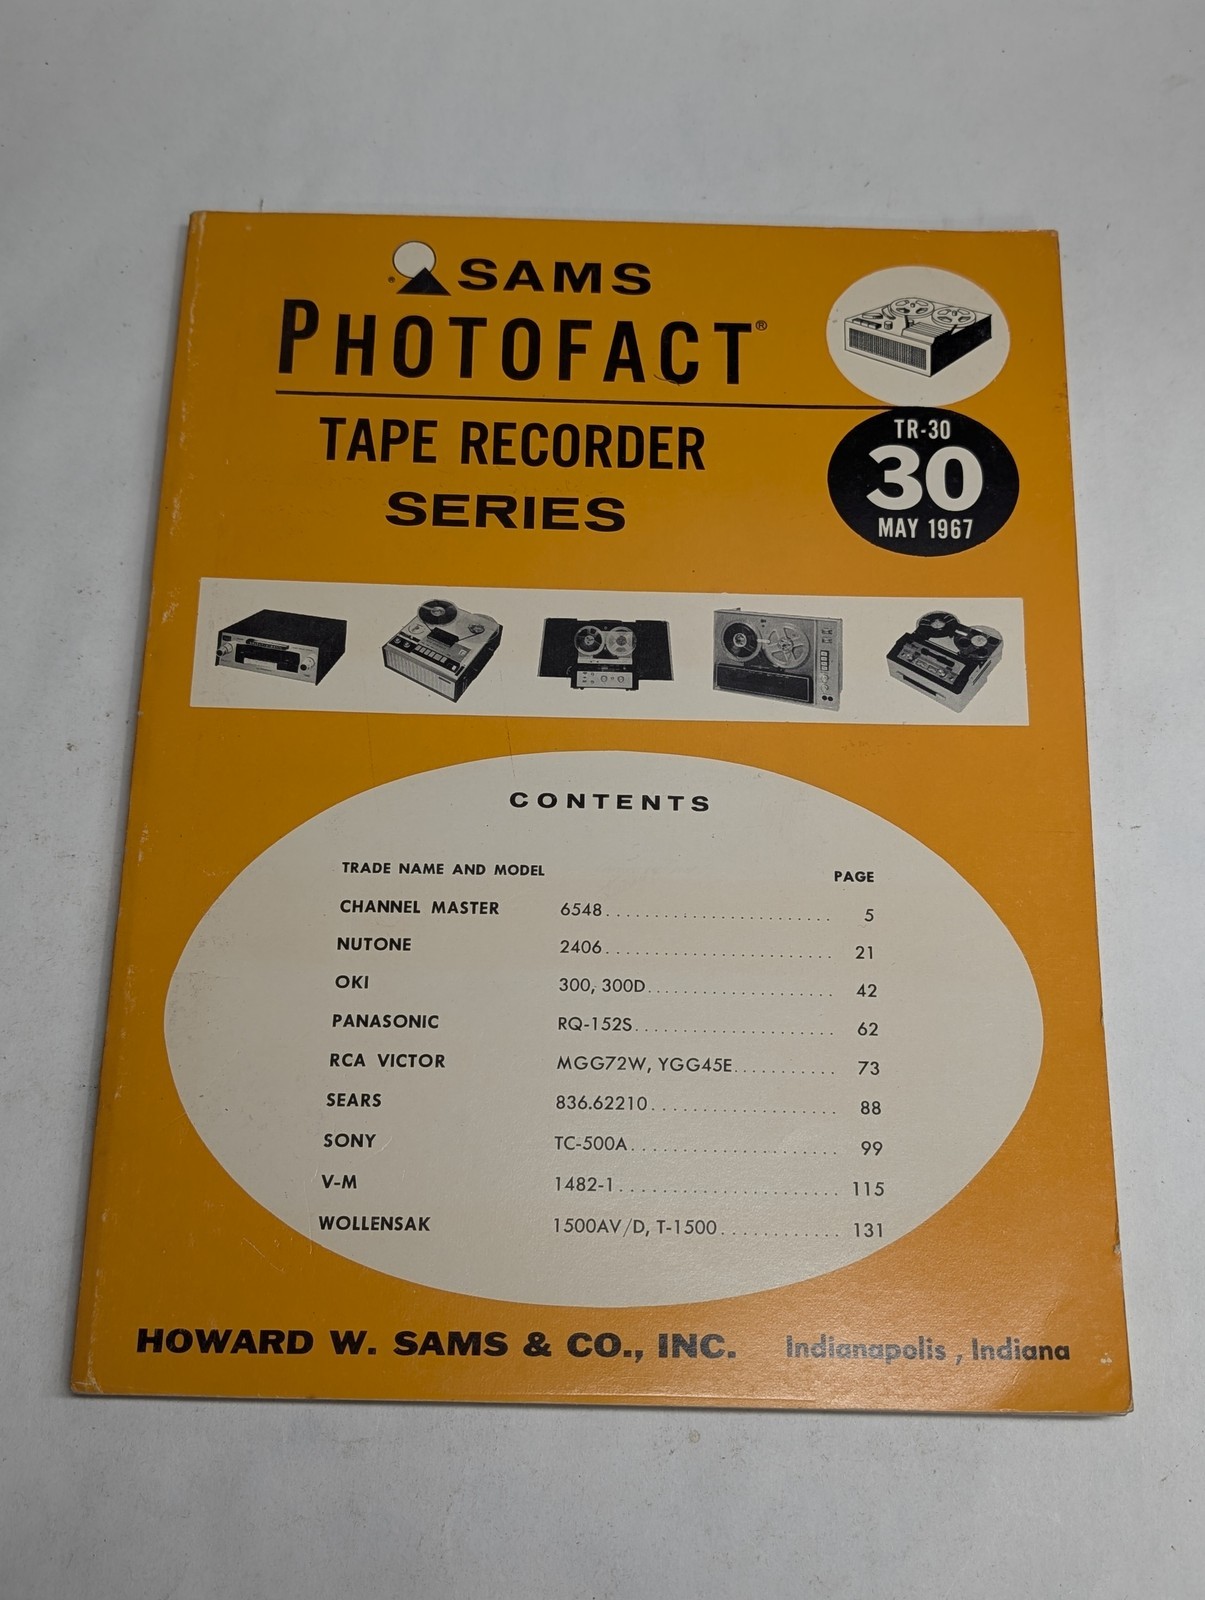 SAMS
PHOTOFACT®
TAPE RECORDER
SERIES
TR-30
30
MAY 1967
CONTENTS
TRADE NAME AND MODEL PAGE
CHANNEL MASTER 6548........................ 5
NUTONE 2406........................ 21
OKI 300, 300D.................... 42
PANASONIC RQ-152S..................... 62
RCA VICTOR MGG72W, YGG45E........... 73
SEARS 836.62210.................... 88
SONY TC-500A...................... 99
V-M 1482-1........................ 115
WOLLENSAK 1500AV/D, T-1500............. 131
HOWARD W. SAMS & CO., INC. Indianapolis, Indiana